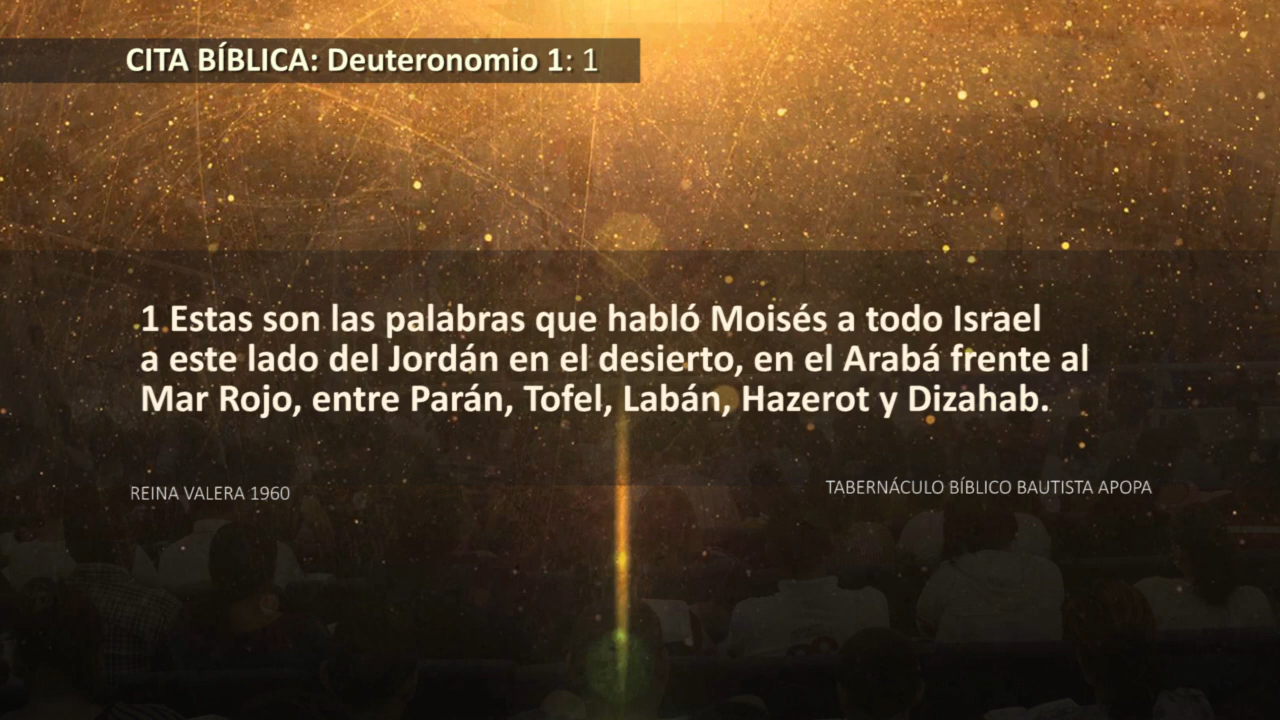 CITA BÍBLICA: Deuteronomio 1: 1
1 Estas son las palabras que habló Moisés a todo Israel
a este lado del Jordán en el desierto, en el Arabá frente al
Mar Rojo, entre Parán, Tofel, Labán, Hazerot y Dizahab.
REINA VALERA 1960
TABERNÁCULO BÍBLICO BAUTISTA APOPA